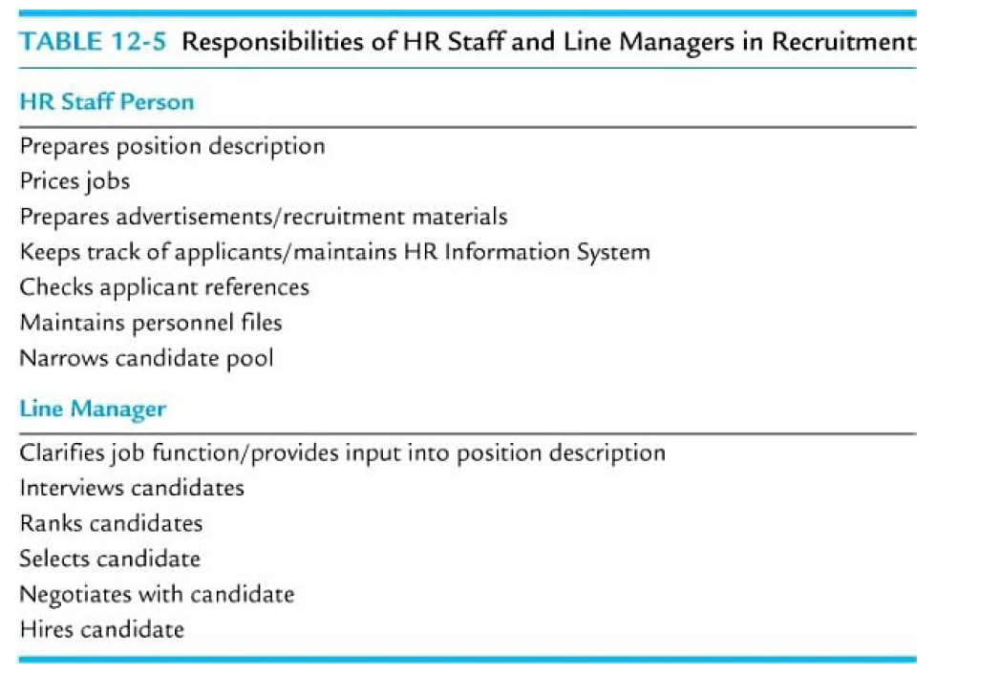 TABLE 12-5 Responsibilities of HR Staff and Line Managers in Recruitment
HR Staff Person
Prepares position description
Prices jobs
Prepares advertisements/recruitment materials
Keeps track of applicants/maintains HR Information System
Checks applicant references
Maintains personnel files
Narrows candidate pool
Line Manager
Clarifies job function/provides input into position description
Interviews candidates
Ranks candidates
Selects candidate
Negotiates with candidate
Hires candidate